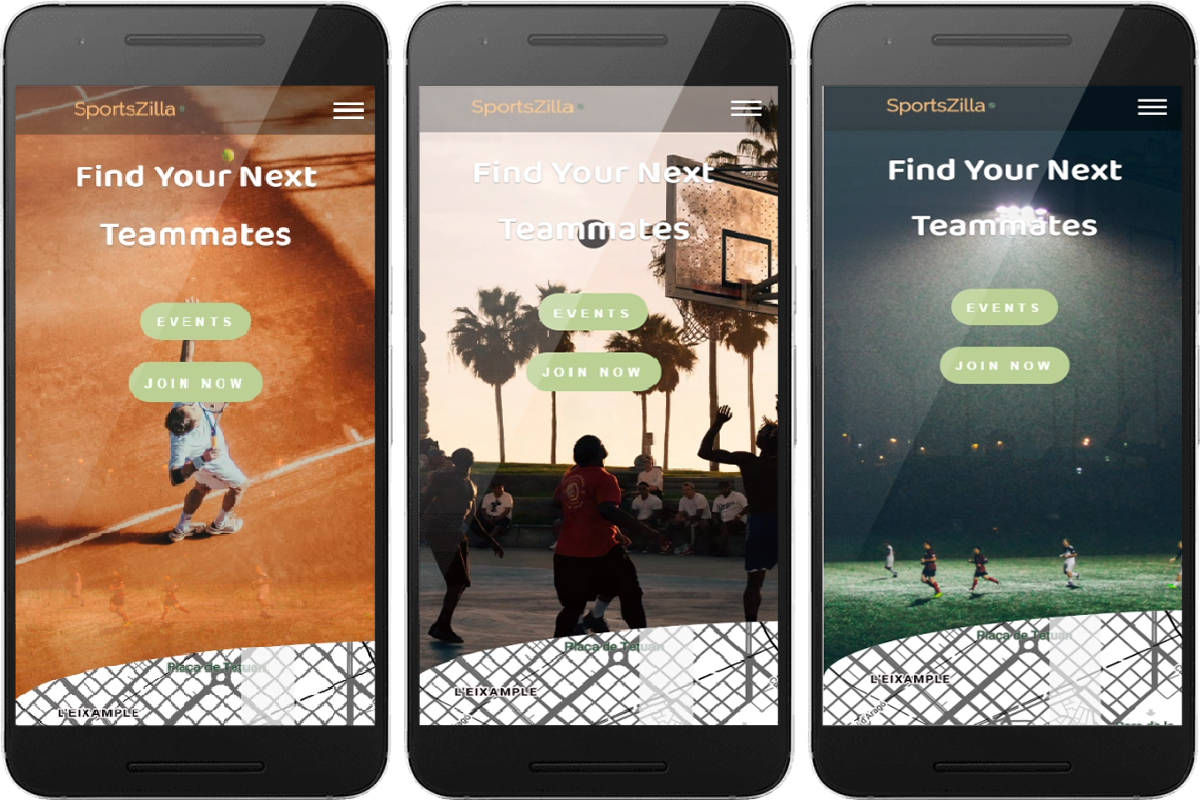 SportsZilla
Find Your Next
Teammates
EVENTS
JOIN NOW
Plaça de Tetuan
L'EIXAMPLE
SportsZilla
Find Your Next
Teammates
EVENTS
JOIN NOW
Plaça de Tetuan
L'EIXAMPLE
SportsZilla
Find Your Next
Teammates
EVENTS
JOIN NOW
Plaça de Tetuan
L'EIXAMPLE
d'Aragó